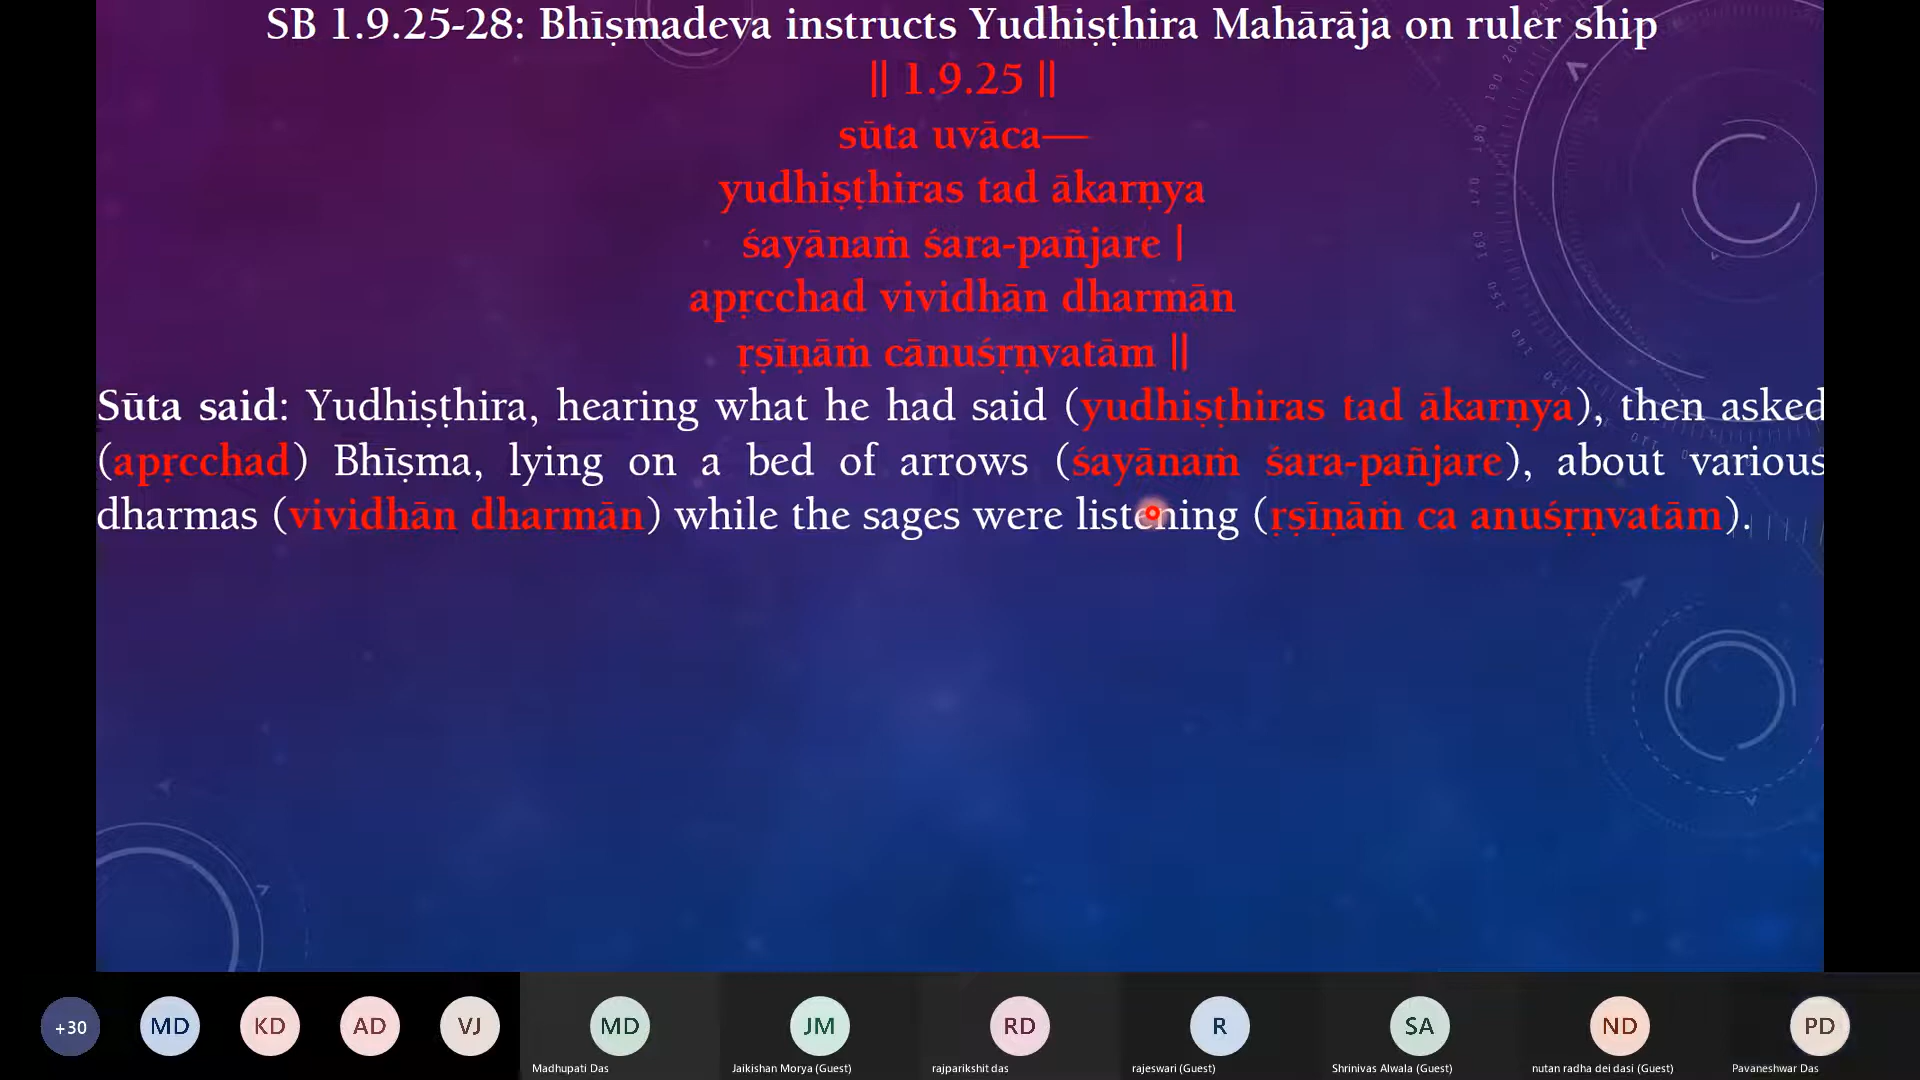 SB 1.9.25-28: Bhīṣmadeva instructs Yudhiṣṭhira Mahārāja on ruler ship
|| 1.9.25 ||
sūta uvāca—
yudhiṣṭhiras tad ākarṇya
śayānaṁ śara-pañjare |
apṛcchad vividhān dharmān
ṛṣīṇāṁ cānuśṛṇvatām ||
Sūta said: Yudhiṣṭhira, hearing what he had said (yudhiṣṭhiras tad ākarṇya), then asked
(apṛcchad) Bhīṣma, lying on a bed of arrows (śayānaṁ śara-pañjare), about various
dharmas (vividhān dharmān) while the sages were listening (ṛṣīṇāṁ ca anuśṛṇvatām).
+30 MD KD AD VJ MD JM RD R SA ND PD
Madhupati Das Jaikishan Morya (Guest) rajparikshit das rajeswari (Guest) Shrinivas Alwala (Guest) nutan radha dei dasi (Guest) Pavaneshwar Das